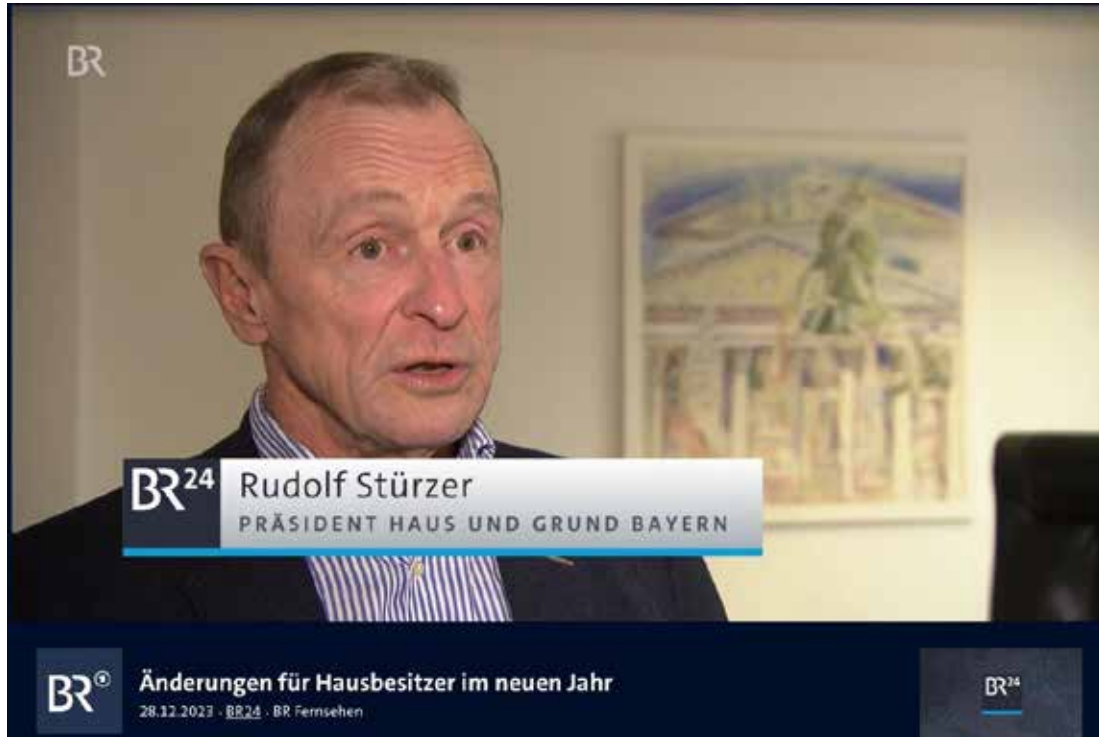 BR
BR24
Rudolf Stürzer
PRÄSIDENT HAUS UND GRUND BAYERN
BR
Änderungen für Hausbesitzer im neuen Jahr
28.12.2023 - BR24 - BR Fernsehen
BR24